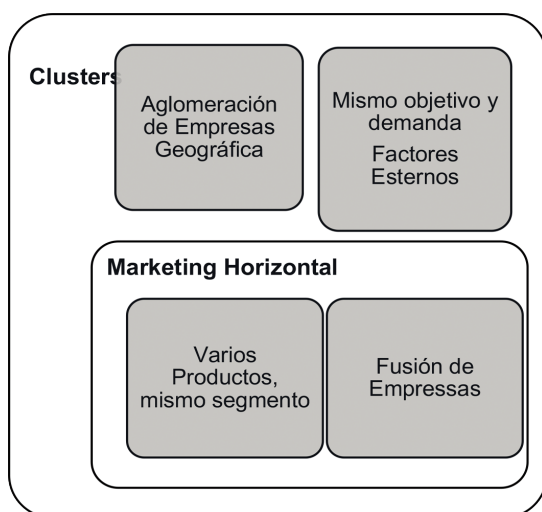 Clusters
Aglomeración
de Empresas
Geográfica
Mismo objetivo y
demanda
Factores
Esternos
Marketing Horizontal
Varios
Productos,
mismo segmento
Fusión de
Empressas